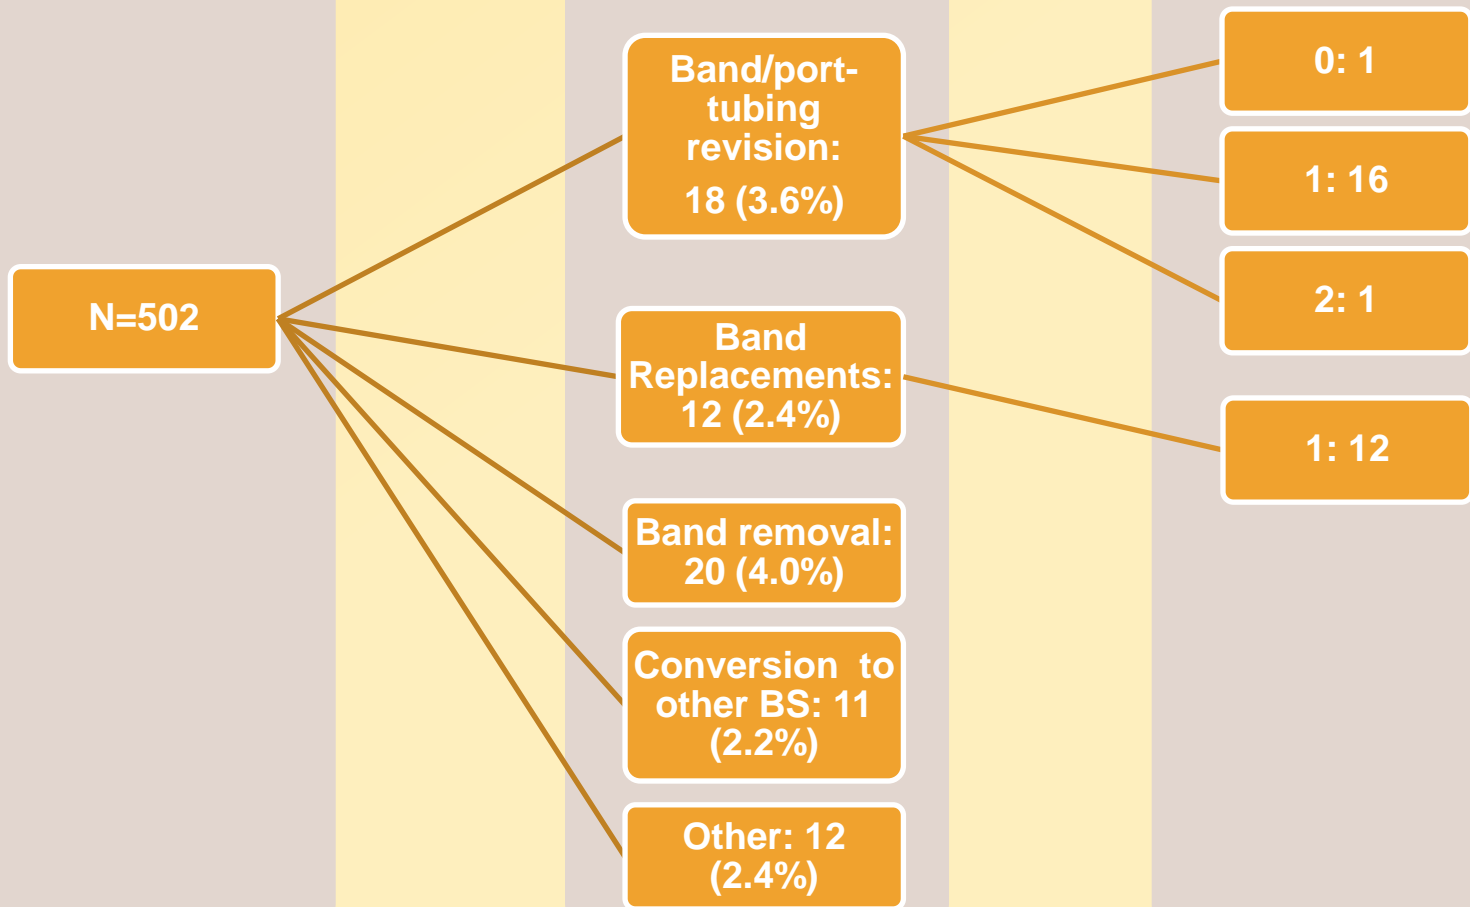 N=502
Band/port-
tubing
revision:
18 (3.6%)
Band
Replacements:
12 (2.4%)
Band removal:
20 (4.0%)
Conversion  to
other BS: 11
(2.2%)
Other: 12
(2.4%)
0: 1
1: 16
2: 1
1: 12